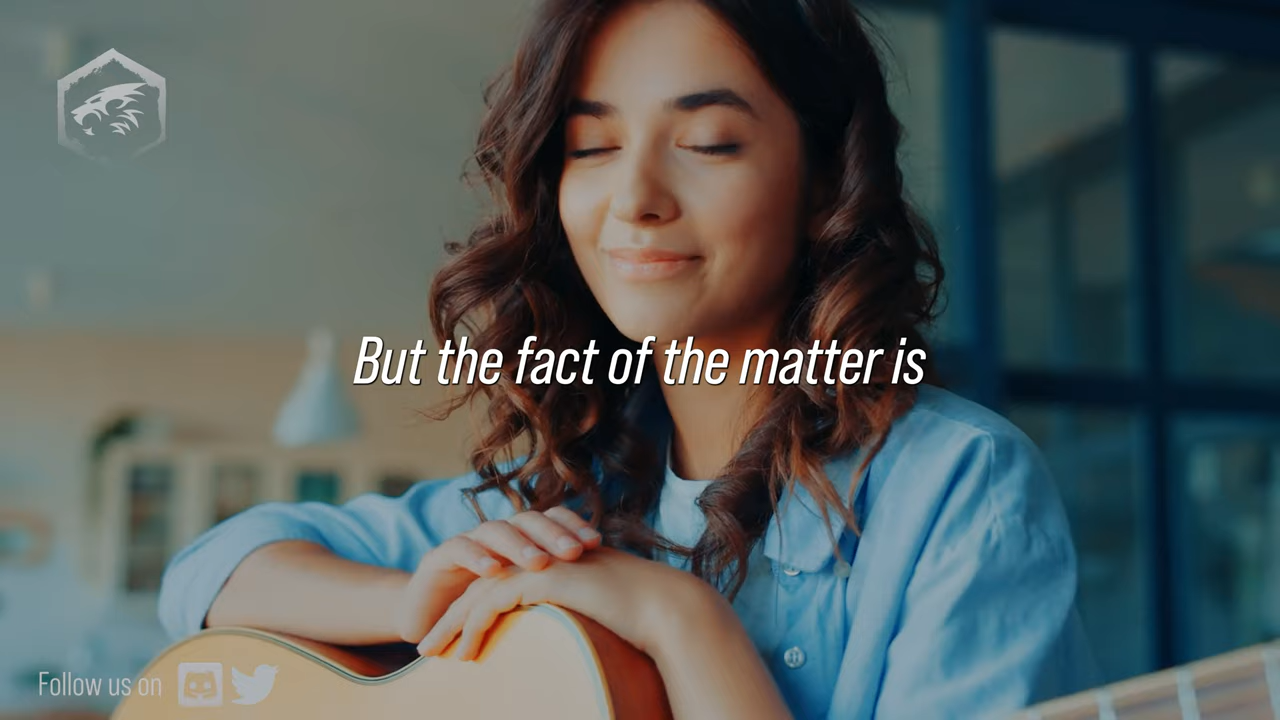 But the fact of the matter is
Follow us on